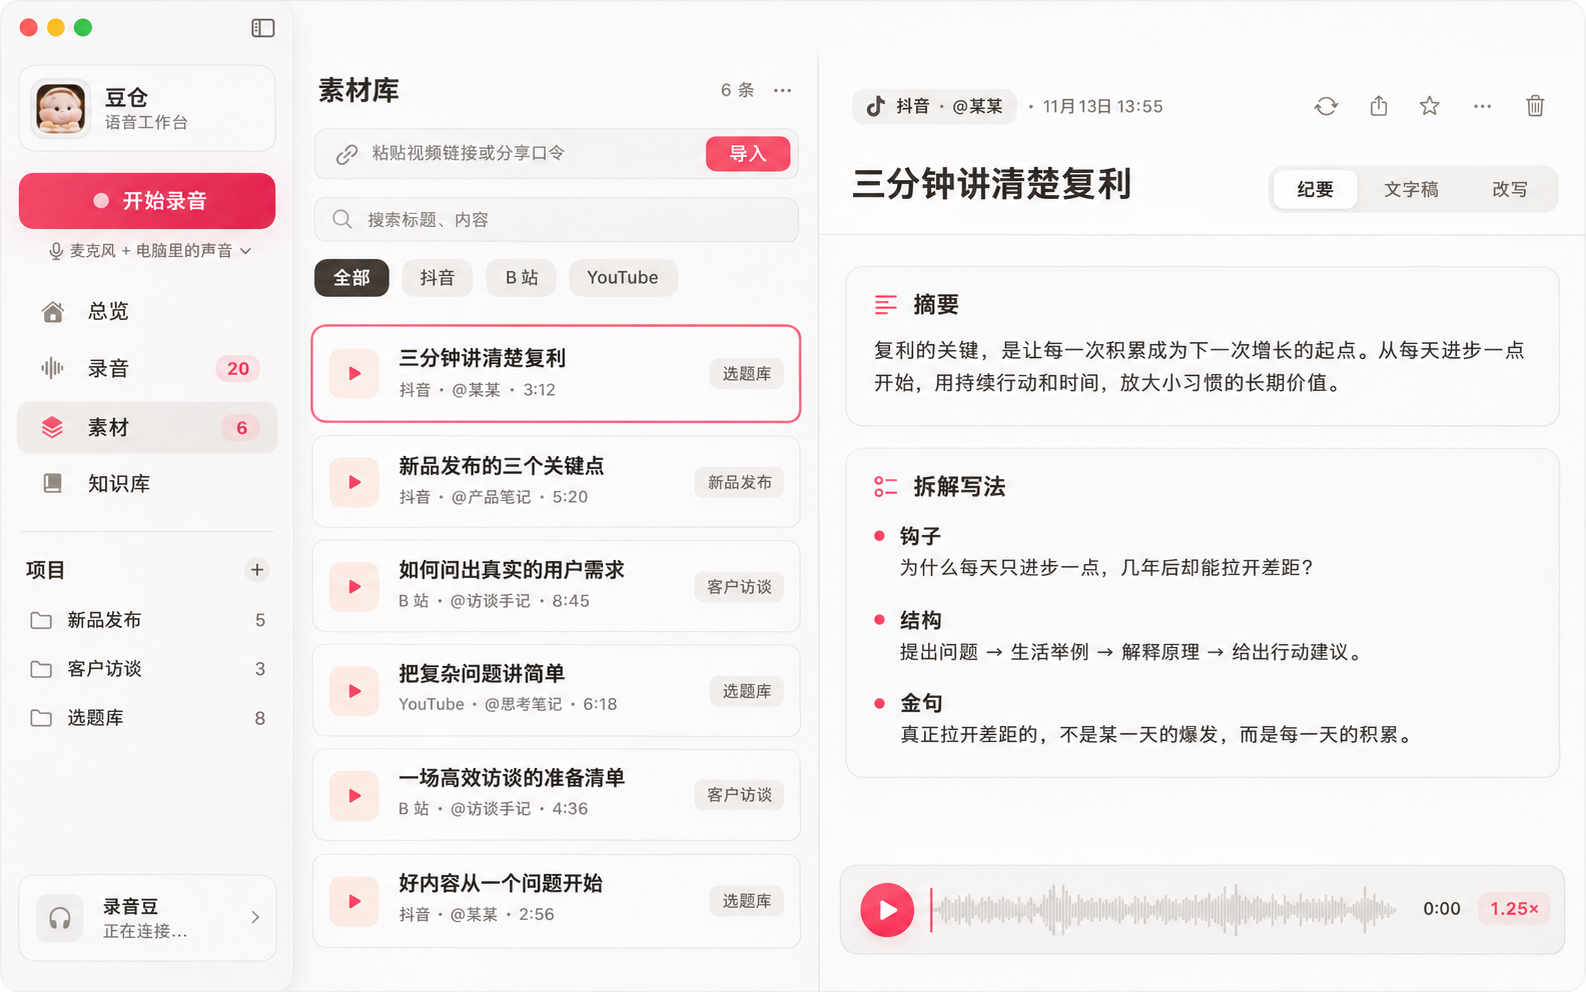 豆仓
语音工作台
开始录音
麦克风 + 电脑里的声音
总览
录音 20
素材 6
知识库
项目
新品发布 5
客户访谈 3
选题库 8
录音豆
正在连接...
素材库 6 条
粘贴视频链接或分享口令 导入
搜索标题、内容
全部 抖音 B 站 YouTube
三分钟讲清楚复利
抖音 · @某某 · 3:12
选题库
新品发布的三个关键点
抖音 · @产品笔记 · 5:20
新品发布
如何问出真实的用户需求
B 站 · @访谈手记 · 8:45
客户访谈
把复杂问题讲简单
YouTube · @思考笔记 · 6:18
选题库
一场高效访谈的准备清单
B 站 · @访谈手记 · 4:36
客户访谈
好内容从一个问题开始
抖音 · @某某 · 2:56
选题库
抖音 · @某某 · 11月13日 13:55
三分钟讲清楚复利
纪要 文字稿 改写
摘要
复利的关键，是让每一次积累成为下一次增长的起点。从每天进步一点
开始，用持续行动和时间，放大小习惯的长期价值。
拆解写法
钩子
为什么每天只进步一点，几年后却能拉开差距？
结构
提出问题 → 生活举例 → 解释原理 → 给出行动建议。
金句
真正拉开差距的，不是某一天的爆发，而是每一天的积累。
0:00 1.25×